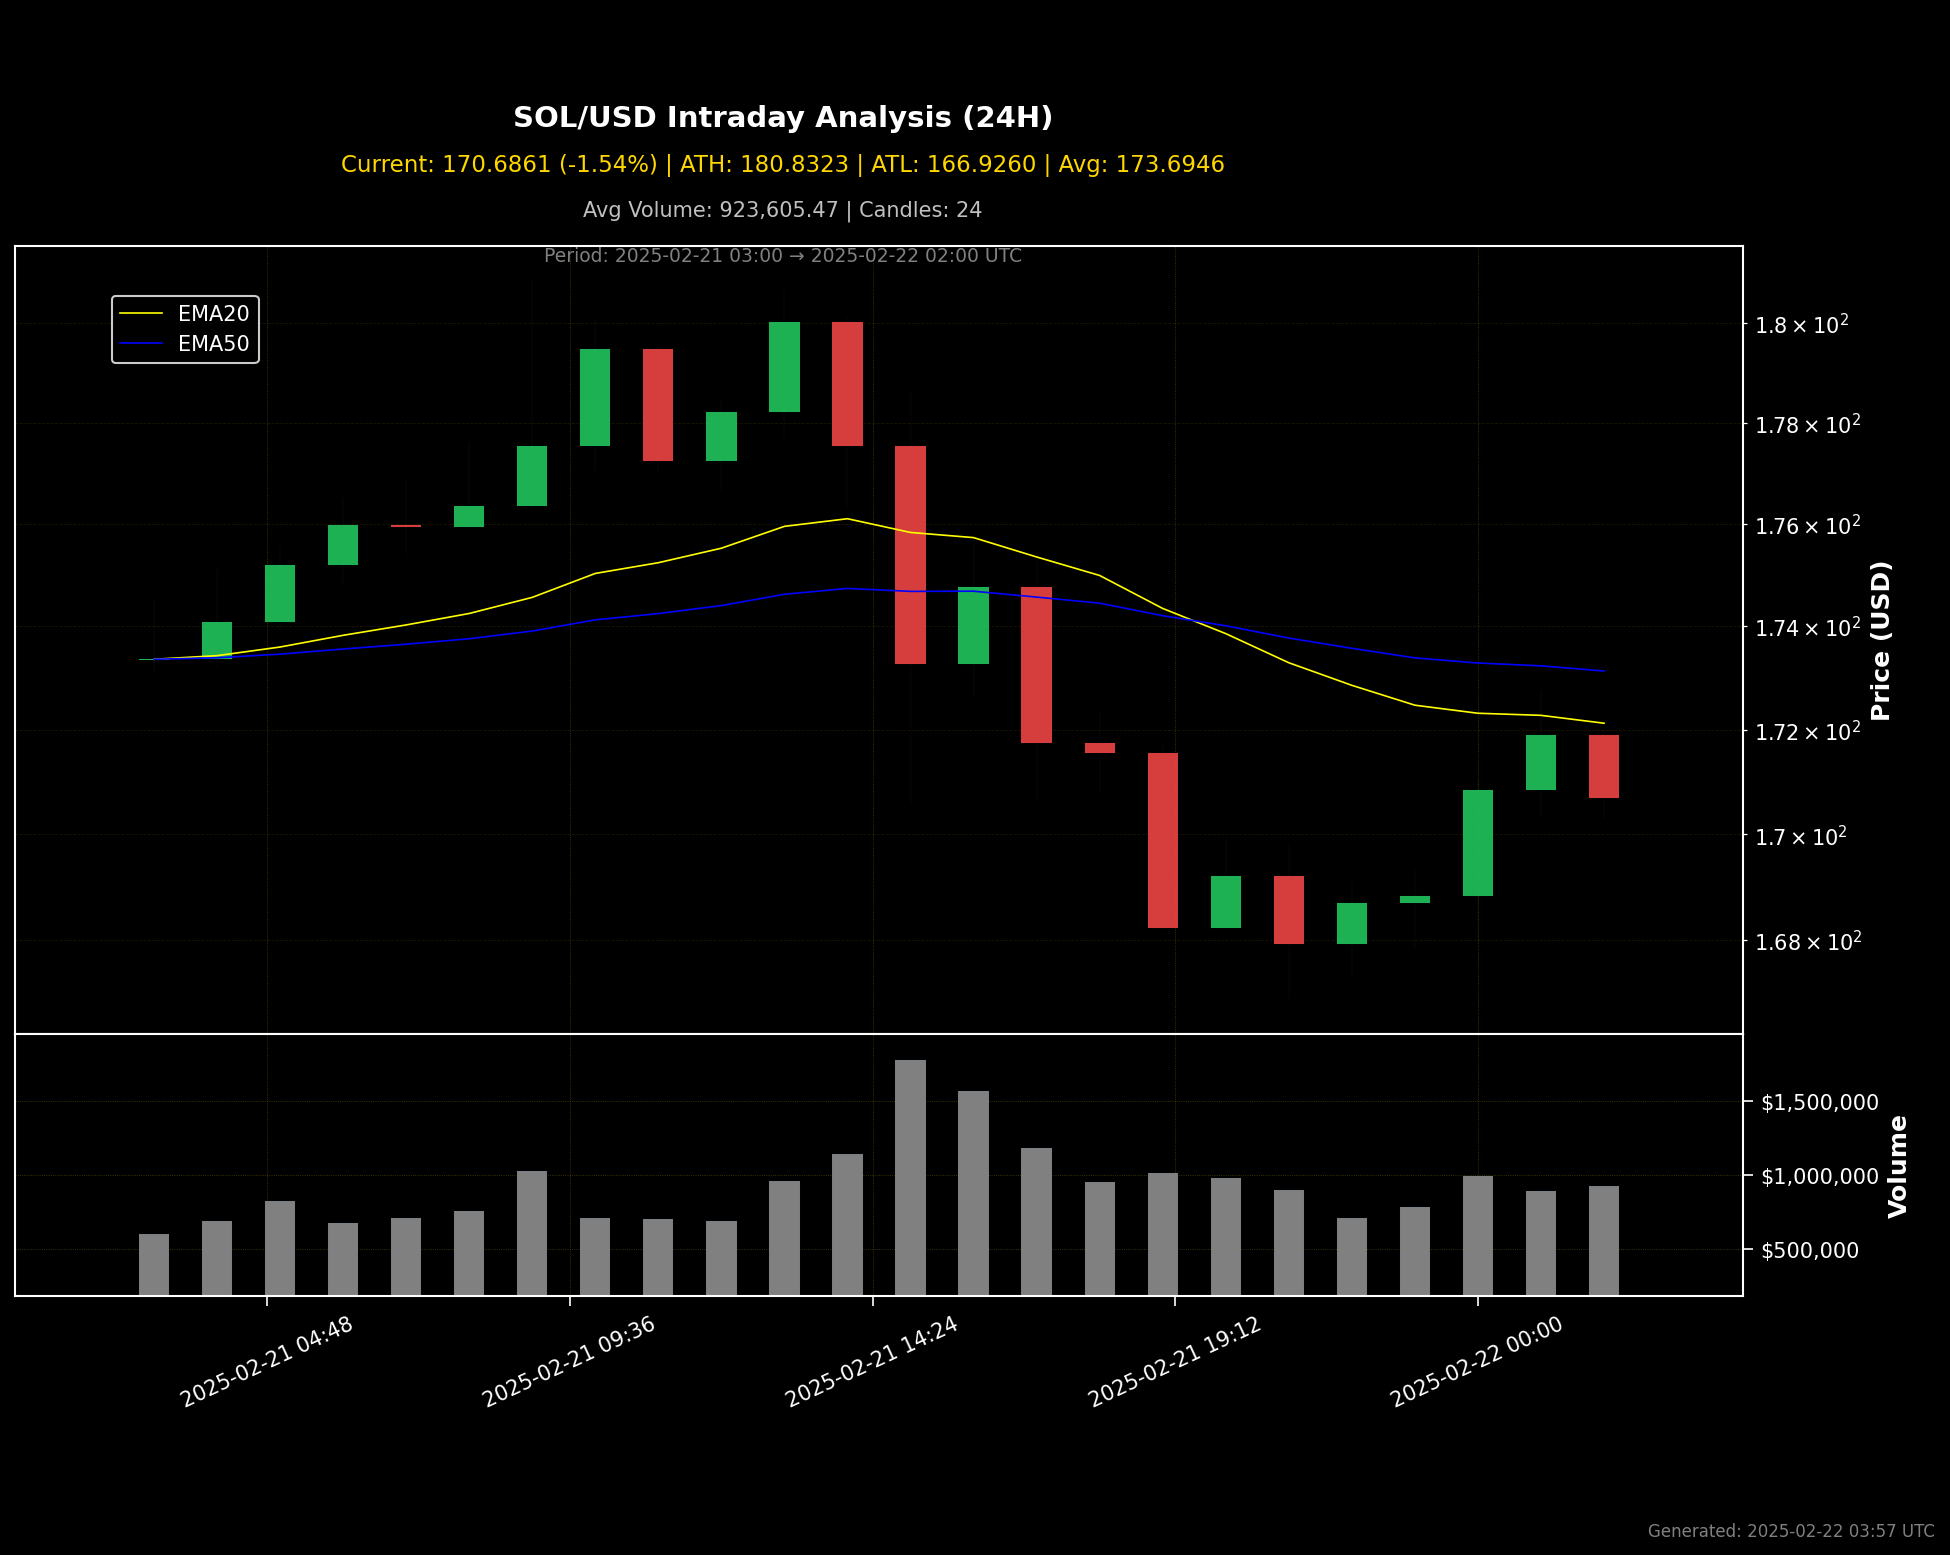 SOL/USD Intraday Analysis (24H)
Current: 170.6861 (-1.54%) | ATH: 180.8323 | ATL: 166.9260 | Avg: 173.6946
Avg Volume: 923,605.47 | Candles: 24
Period: 2025-02-21 03:00 → 2025-02-22 02:00 UTC
EMA20
EMA50
1.8 × 10²
1.78 × 10²
1.76 × 10²
1.74 × 10²
1.72 × 10²
1.7 × 10²
1.68 × 10²
Price (USD)
$1,500,000
$1,000,000
$500,000
Volume
2025-02-21 04:48
2025-02-21 09:36
2025-02-21 14:24
2025-02-21 19:12
2025-02-22 00:00
Generated: 2025-02-22 03:57 UTC